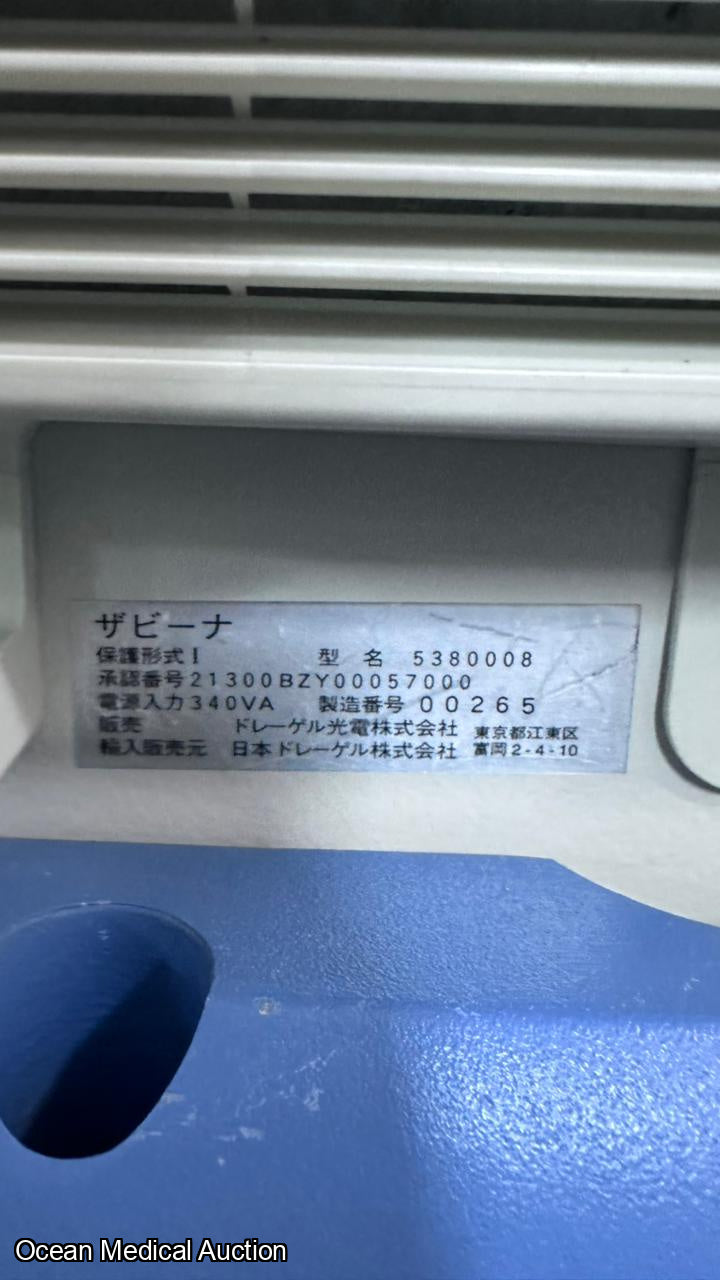 ザビーナ
保護形式I 型名 5380008
承認番号21300BZY00057000
電源入力340VA 製造番号 00265
販売 ドレーゲル光電株式会社 東京都江東区
輸入販売元 日本ドレーゲル株式会社 富岡2-4-10
Ocean Medical Auction